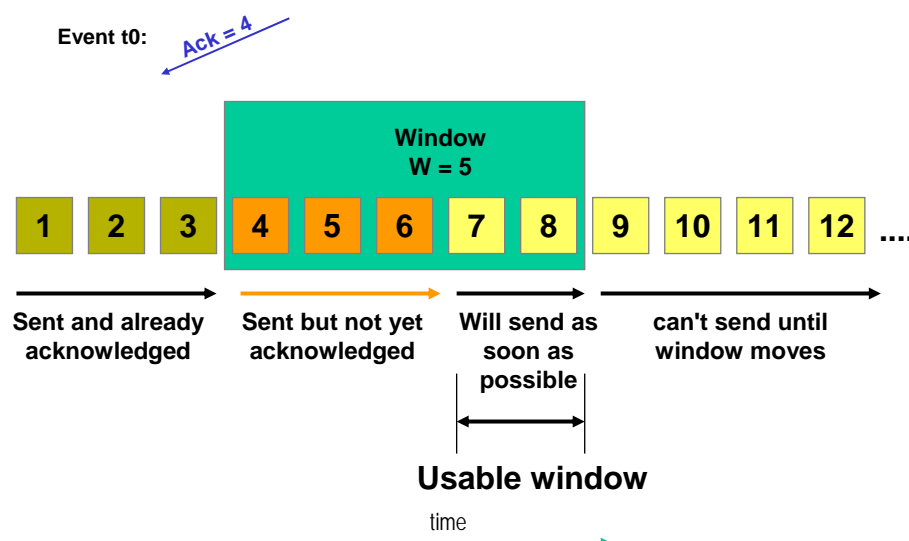 Event t0:
Ack = 4
Window
W = 5
1 2 3 4 5 6 7 8 9 10 11 12 ....
Sent and already
acknowledged
Sent but not yet
acknowledged
Will send as
soon as
possible
can't send until
window moves
Usable window
time